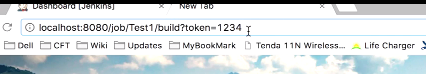 Dashboard [Jenkins] New Tab
localhost:8080/job/Test1/build?token=1234
Dell CFT Wiki Updates MyBookMark Tenda 11N Wireless... Life Charger